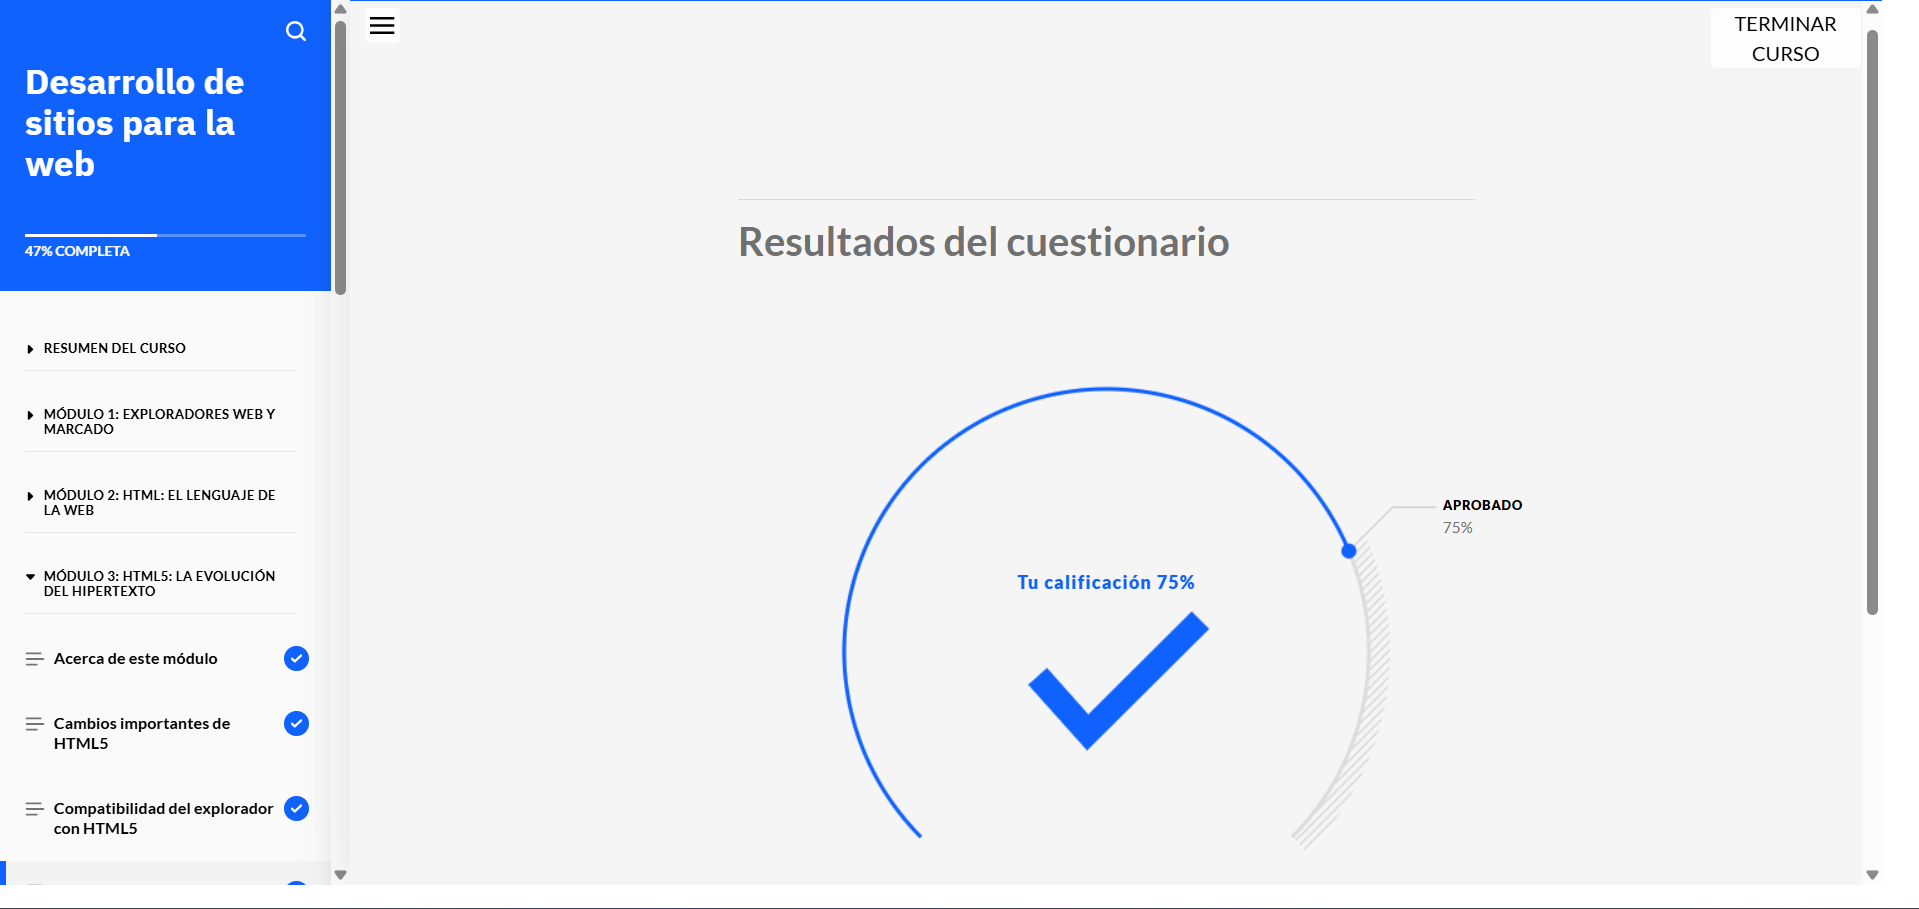 Desarrollo de
sitios para la
web
47% COMPLETA
RESUMEN DEL CURSO
MÓDULO 1: EXPLORADORES WEB Y
MARCADO
MÓDULO 2: HTML: EL LENGUAJE DE
LA WEB
MÓDULO 3: HTML5: LA EVOLUCIÓN
DEL HIPERTEXTO
Acerca de este módulo
Cambios importantes de
HTML5
Compatibilidad del explorador
con HTML5
TERMINAR
CURSO
Resultados del cuestionario
APROBADO
75%
Tu calificación 75%